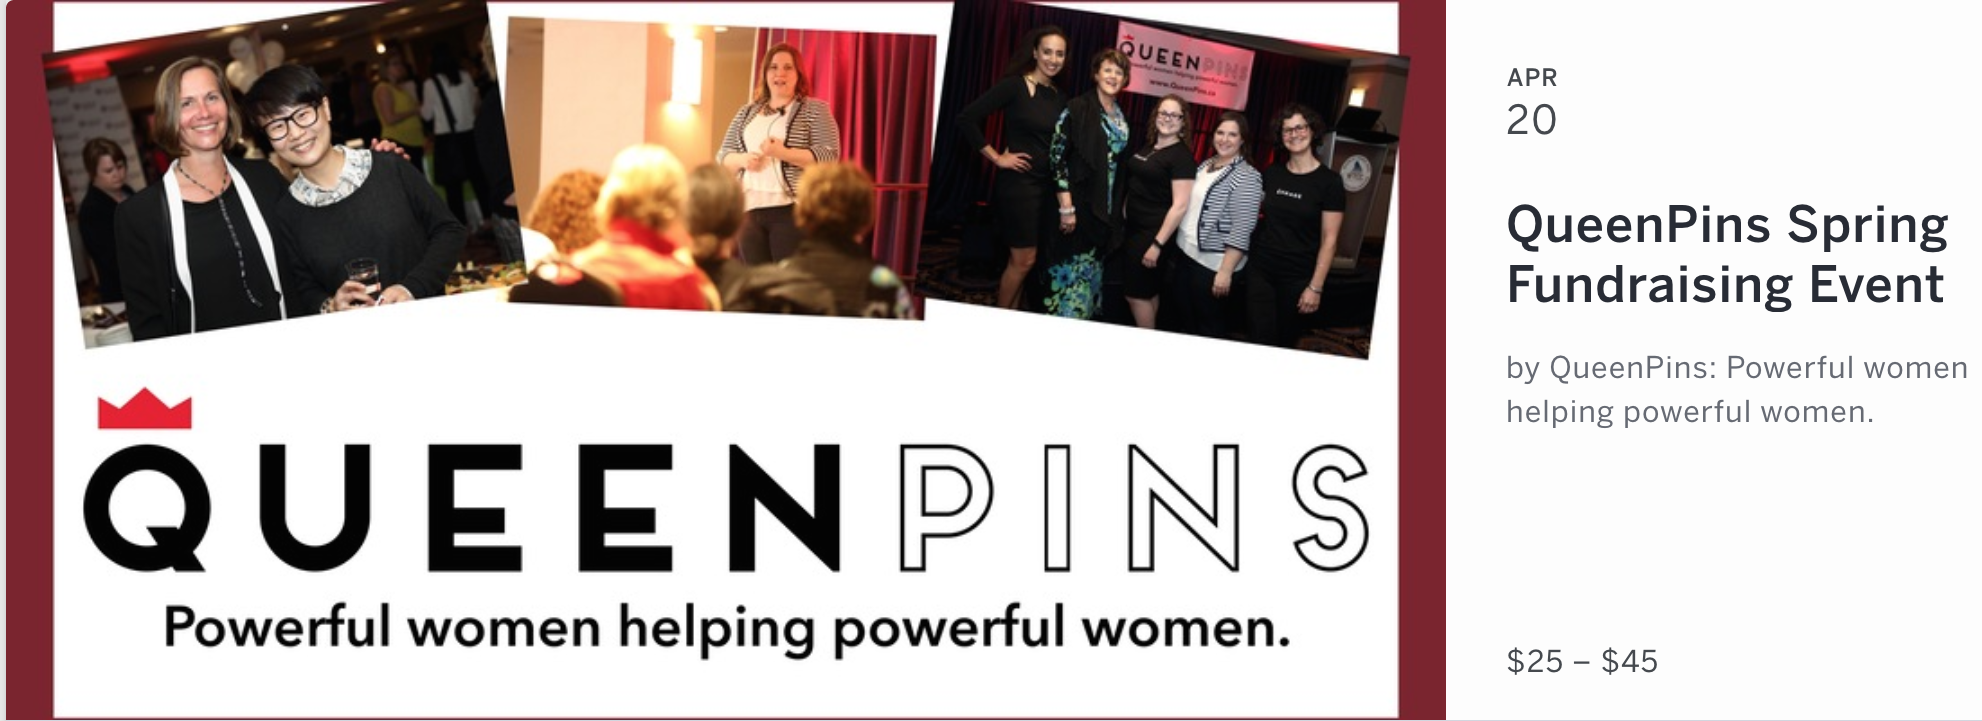 QUEENPINS
Powerful women helping powerful women.
www.QueenPins.ca
QUEENPINS
Powerful women helping powerful women.
APR
20
QueenPins Spring
Fundraising Event
by QueenPins: Powerful women
helping powerful women.
$25 – $45